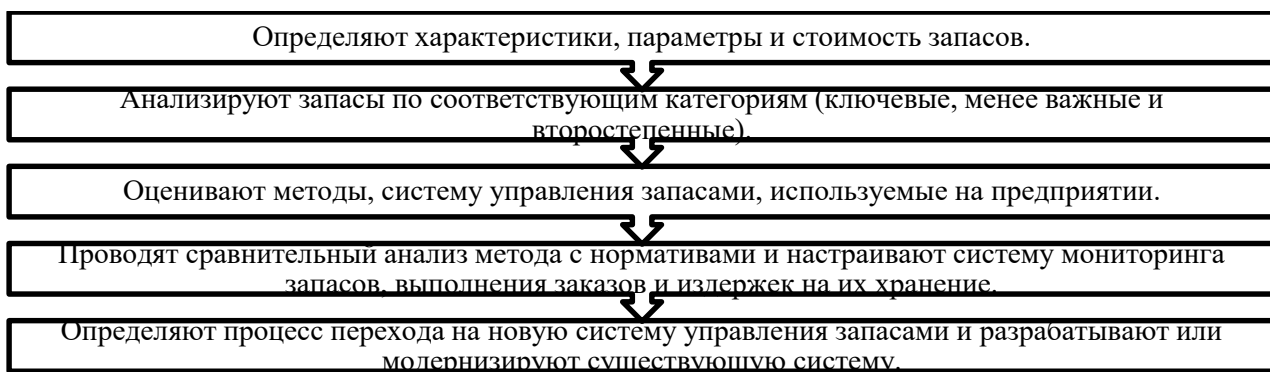 Определяют характеристики, параметры и стоимость запасов.
Анализируют запасы по соответствующим категориям (ключевые, менее важные и
второстепенные).
Оценивают методы, систему управления запасами, используемые на предприятии.
Проводят сравнительный анализ метода с нормативами и настраивают систему мониторинга
запасов, выполнения заказов и издержек на их хранение.
Определяют процесс перехода на новую систему управления запасами и разрабатывают или
модернизируют существующую систему.